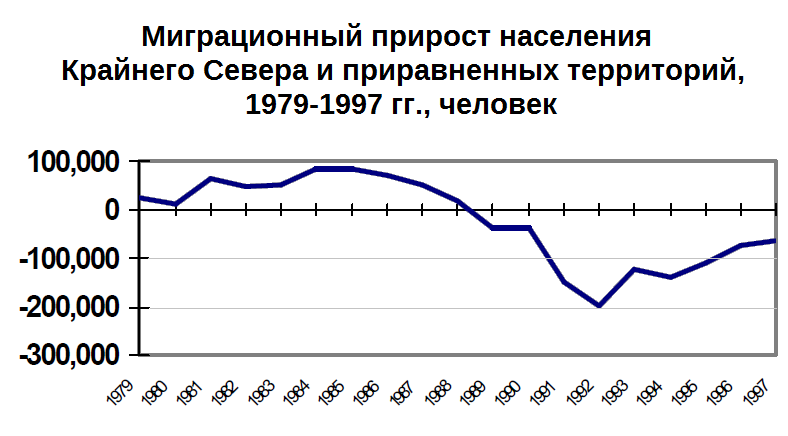 Миграционный прирост населения
Крайнего Севера и приравненных территорий,
1979-1997 гг., человек
100,000
0
-100,000
-200,000
-300,000
1979 1980 1981 1982 1983 1984 1985 1986 1987 1988 1989 1990 1991 1992 1993 1994 1995 1996 1997